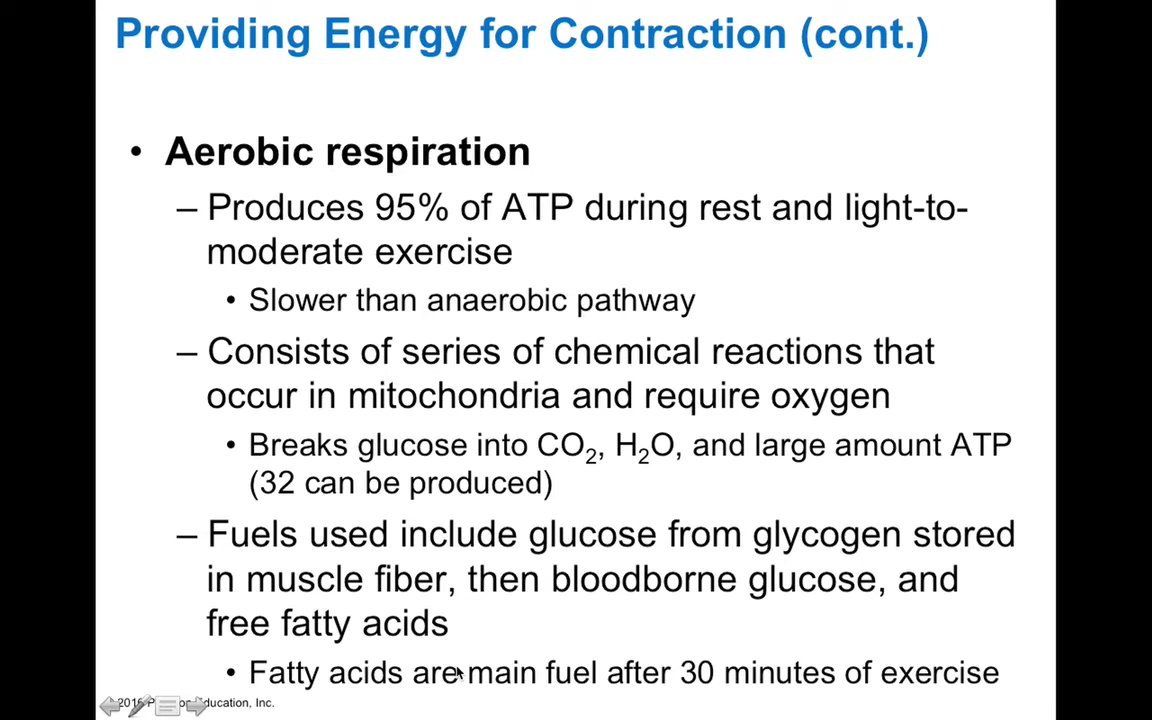 Providing Energy for Contraction (cont.)
• Aerobic respiration
– Produces 95% of ATP during rest and light-to-
moderate exercise
• Slower than anaerobic pathway
– Consists of series of chemical reactions that
occur in mitochondria and require oxygen
• Breaks glucose into CO₂, H₂O, and large amount ATP
(32 can be produced)
– Fuels used include glucose from glycogen stored
in muscle fiber, then bloodborne glucose, and
free fatty acids
• Fatty acids are main fuel after 30 minutes of exercise
Education, Inc.